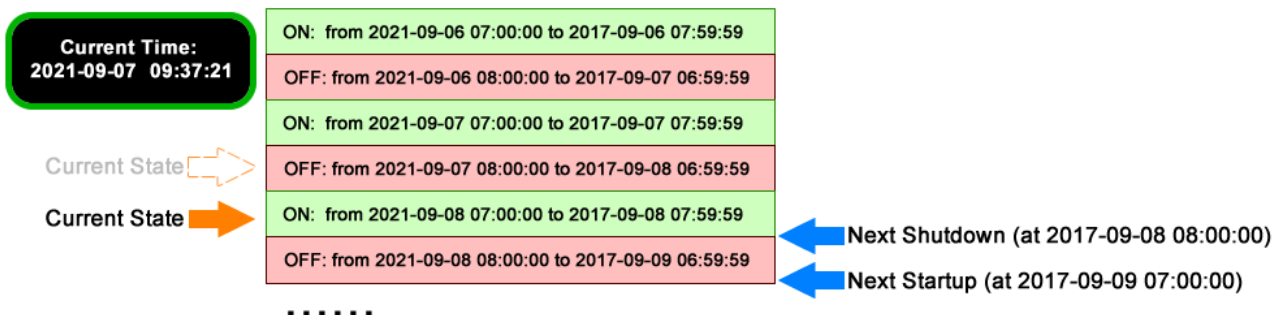 Current Time:
2021-09-07 09:37:21
ON: from 2021-09-06 07:00:00 to 2017-09-06 07:59:59
OFF: from 2021-09-06 08:00:00 to 2017-09-07 06:59:59
ON: from 2021-09-07 07:00:00 to 2017-09-07 07:59:59
Current State
OFF: from 2021-09-07 08:00:00 to 2017-09-08 06:59:59
Current State
ON: from 2021-09-08 07:00:00 to 2017-09-08 07:59:59
Next Shutdown (at 2017-09-08 08:00:00)
OFF: from 2021-09-08 08:00:00 to 2017-09-09 06:59:59
Next Startup (at 2017-09-09 07:00:00)
......